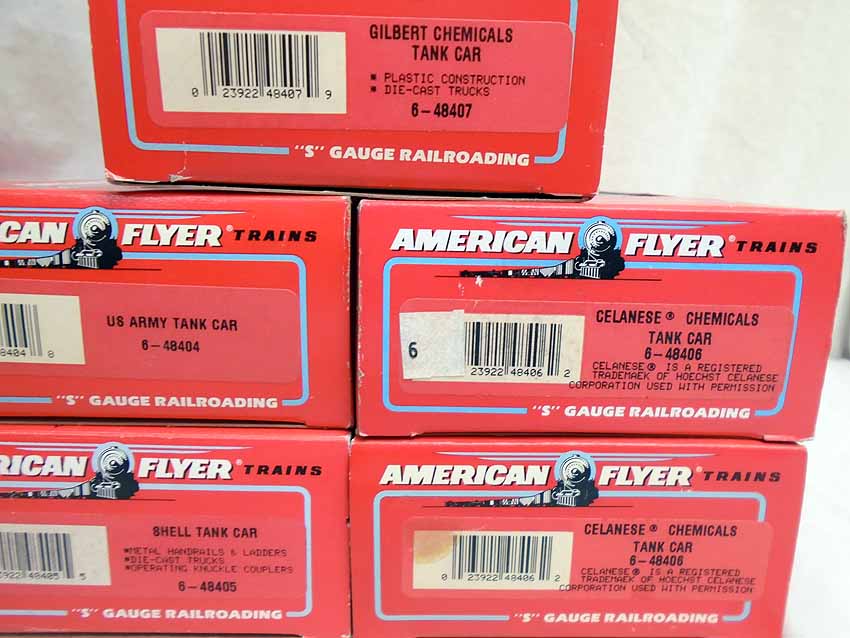 GILBERT CHEMICALS
TANK CAR
* PLASTIC CONSTRUCTION
* DIE-CAST TRUCKS
6-48407
0 23922 48407 9
"S" GAUGE RAILROADING
CAN FLYER® TRAINS
US ARMY TANK CAR
6-48404
8404 8
"S" GAUGE RAILROADING
AMERICAN FLYER® TRAINS
6
CELANESE® CHEMICALS
TANK CAR
6-48406
CELANESE® IS A REGISTERED
TRADEMAEK OF HOECHST CELANESE
CORPORATION USED WITH PERMISSION
23922 48406 2
"S" GAUGE RAILROADING
RICAN FLYER® TRAINS
SHELL TANK CAR
*METAL HANDRAILS & LADDERS
*DIE-CAST TRUCKS
*OPERATING KNUCKLE COUPLERS
6-48405
3922 48405 5
"S" GAUGE RAILROADING
AMERICAN FLYER® TRAINS
CELANESE® CHEMICALS
TANK CAR
6-48406
CELANESE® IS A REGISTERED
TRADEMAEK OF HOECHST CELANESE
CORPORATION USED WITH PERMISSION
0 23922 48406 2
"S" GAUGE RAILROADING